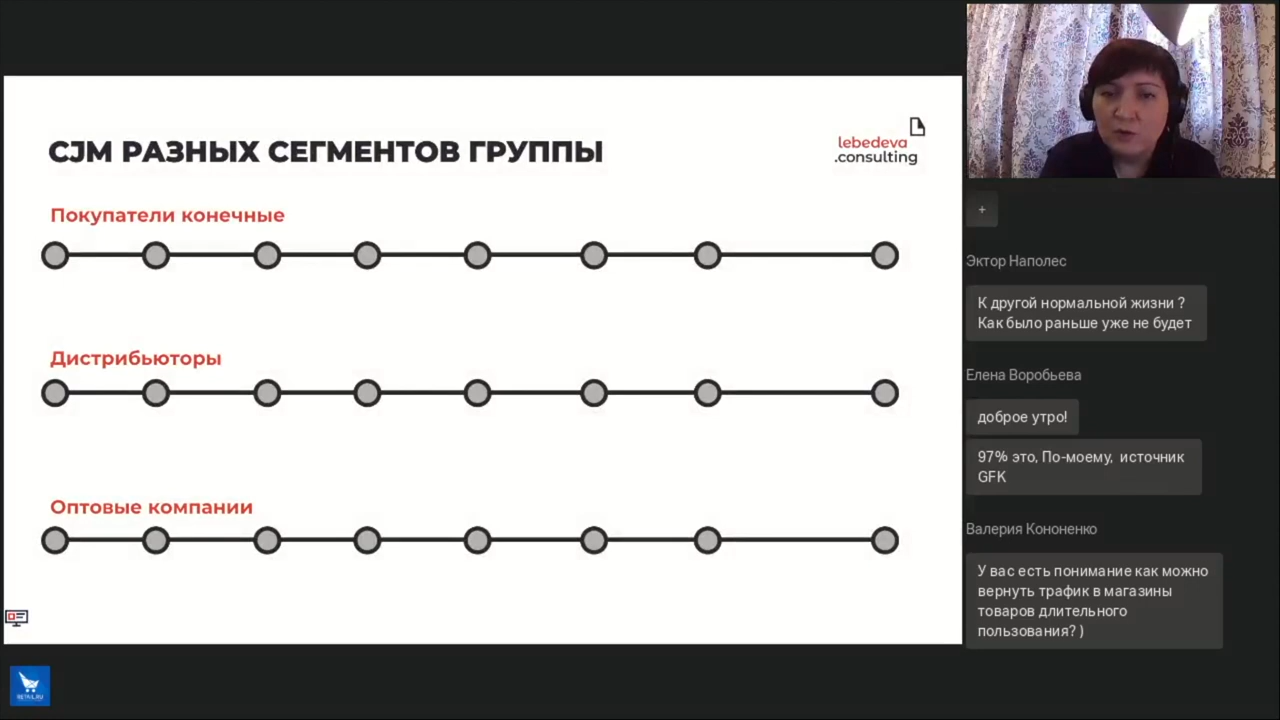 CJM РАЗНЫХ СЕГМЕНТОВ ГРУППЫ
lebedeva
.consulting
Покупатели конечные
Дистрибьюторы
Оптовые компании
RETAIL.RU
+
Эктор Наполес
К другой нормальной жизни ?
Как было раньше уже не будет
Елена Воробьева
доброе утро!
97% это, По-моему, источник
GFK
Валерия Кононенко
У вас есть понимание как можно
вернуть трафик в магазины
товаров длительного
пользования? )